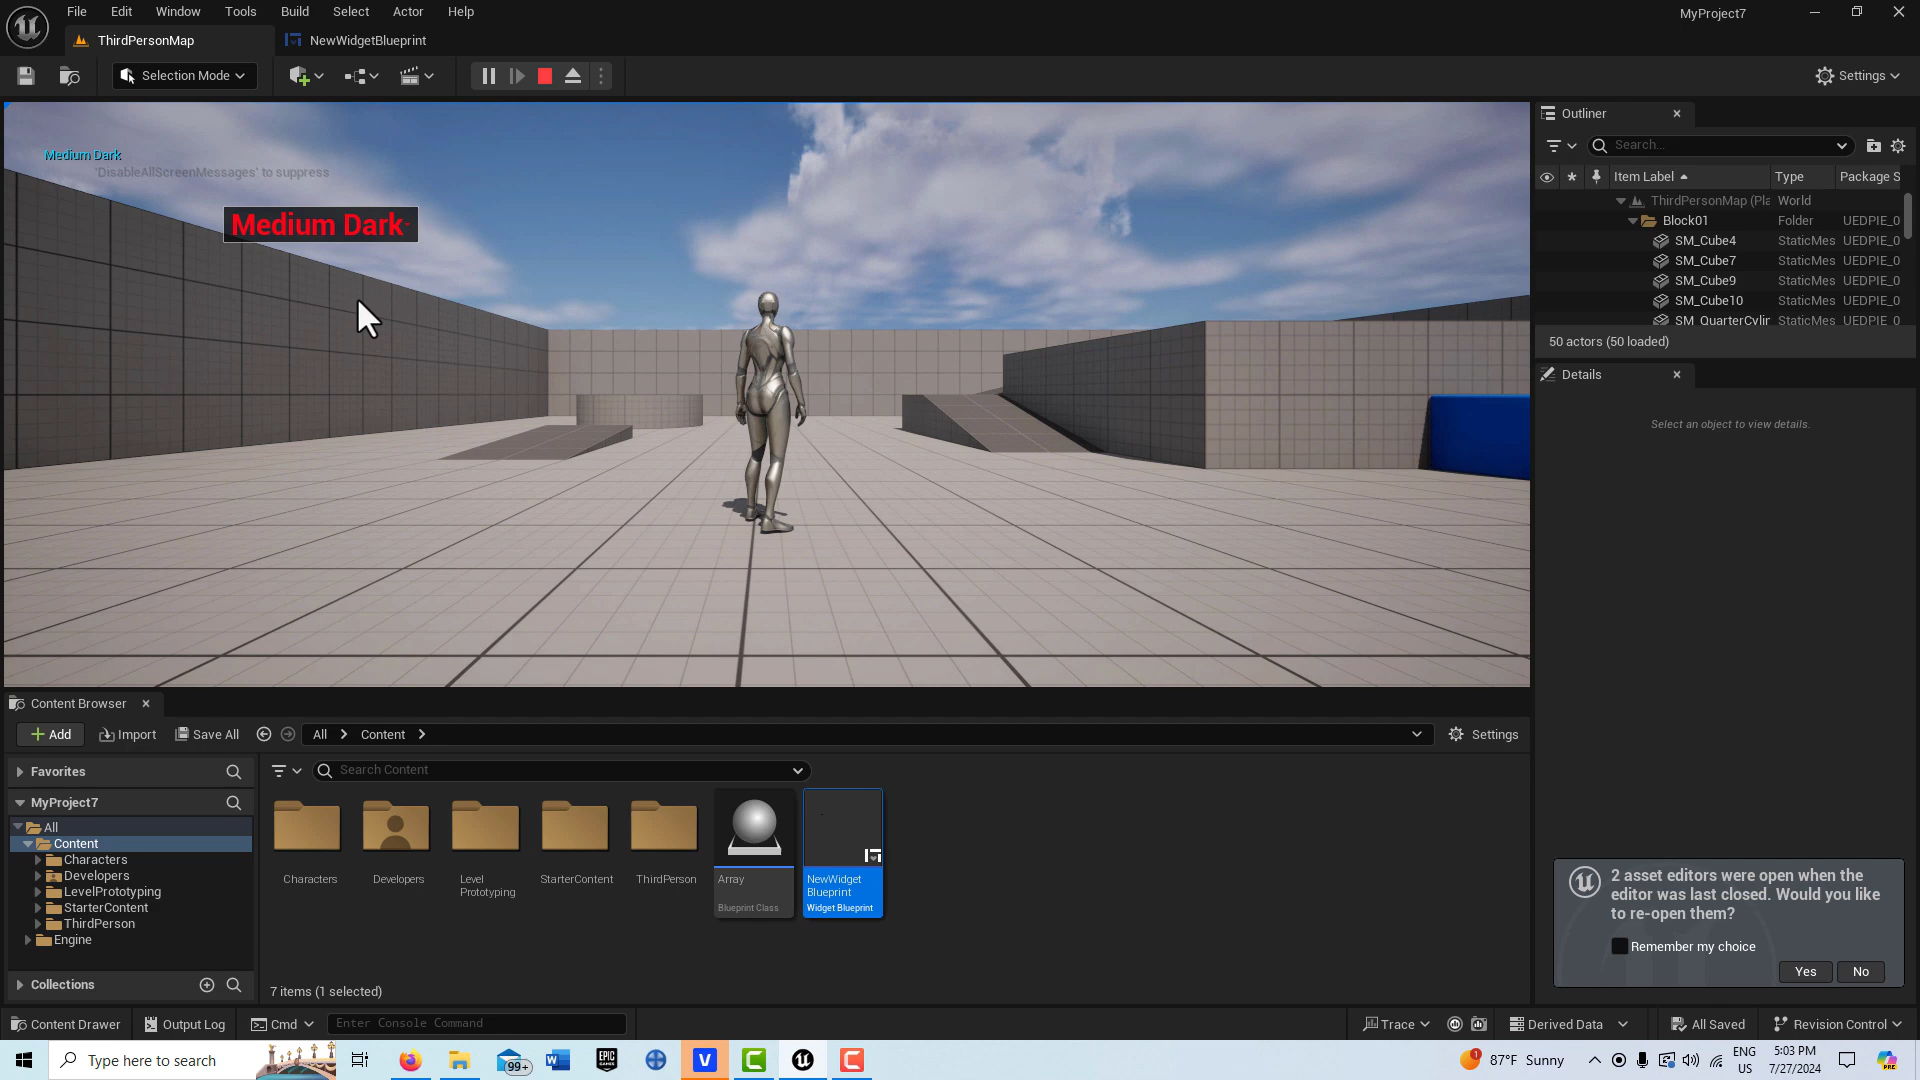 File Edit Window Tools Build Select Actor Help
MyProject7
ThirdPersonMap
NewWidgetBlueprint
Selection Mode
Settings
Medium Dark
'DisableAllScreenMessages' to suppress
Medium Dark
Outliner
Search...
Item Label Type Package S
ThirdPersonMap (Pla World
Block01 Folder UEDPIE_0
SM_Cube4 StaticMes UEDPIE_0
SM_Cube7 StaticMes UEDPIE_0
SM_Cube9 StaticMes UEDPIE_0
SM_Cube10 StaticMes UEDPIE_0
SM_QuarterCylin StaticMes UEDPIE_0
50 actors (50 loaded)
Details
Select an object to view details.
Content Browser
Add Import Save All All Content Settings
Favorites
Search Content
MyProject7
All
Content
Characters
Developers
LevelPrototyping
StarterContent
ThirdPerson
Engine
Collections
Characters
Developers
Level
Prototyping
StarterContent
ThirdPerson
Array
Blueprint Class
NewWidget
Blueprint
Widget Blueprint
7 items (1 selected)
2 asset editors were open when the
editor was last closed. Would you like
to re-open them?
Remember my choice
Yes No
Content Drawer Output Log Cmd Enter Console Command Trace Derived Data All Saved Revision Control
Type here to search
99+
EPIC
GAMES
1
87°F Sunny
ENG
US
5:03 PM
7/27/2024
PRE